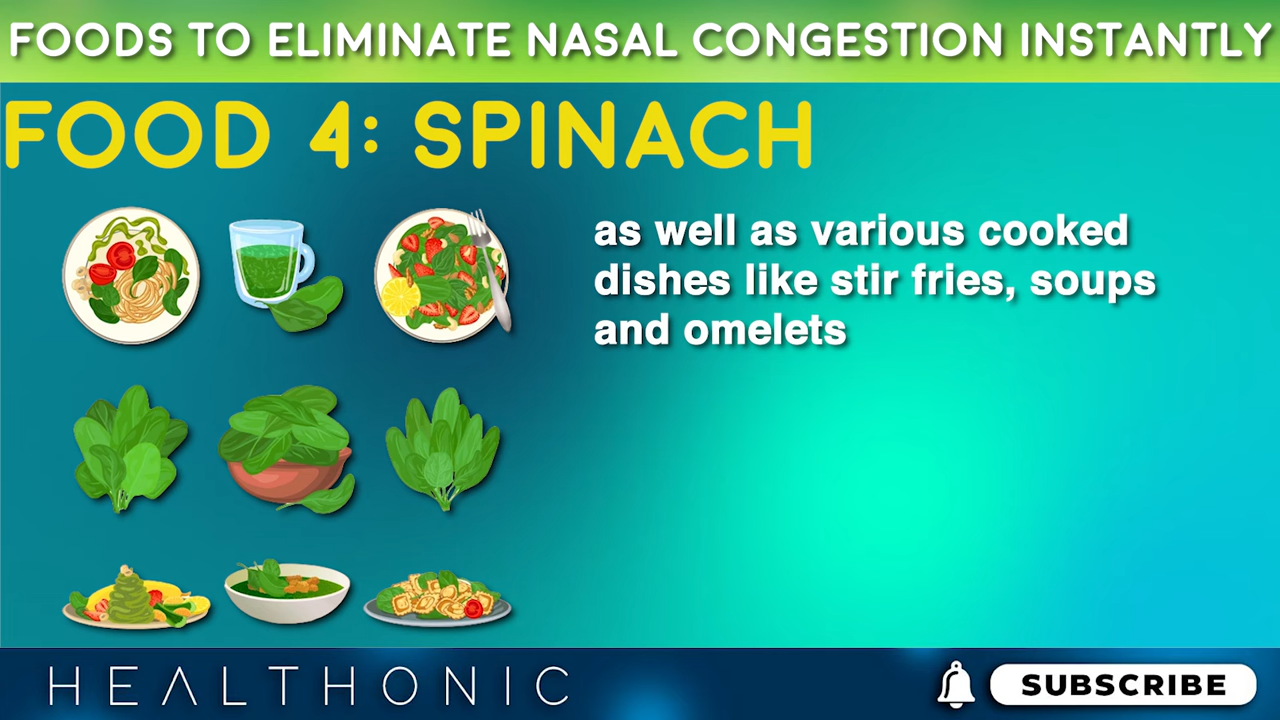 FOODS TO ELIMINATE NASAL CONGESTION INSTANTLY
FOOD 4: SPINACH
as well as various cooked
dishes like stir fries, soups
and omelets
HEALTHONIC
SUBSCRIBE